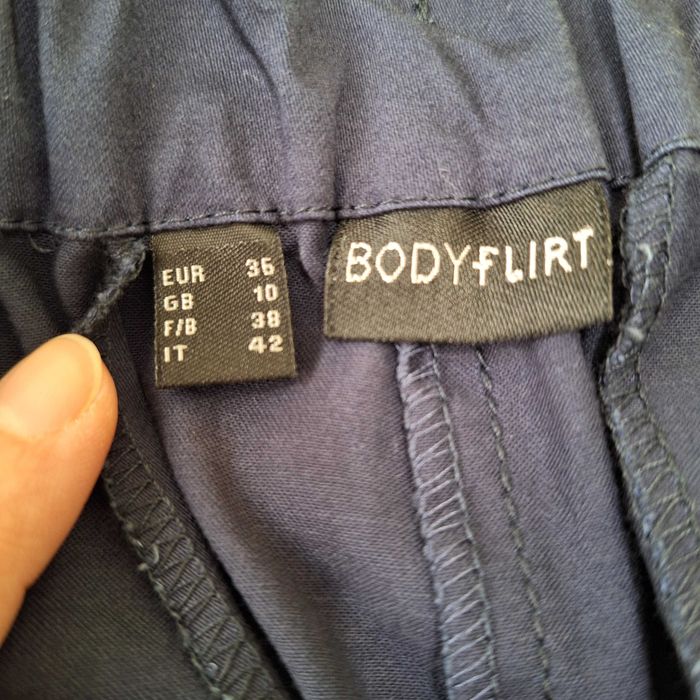 EUR 36
GB 10
F/B 38
IT 42
BODYfLIRT